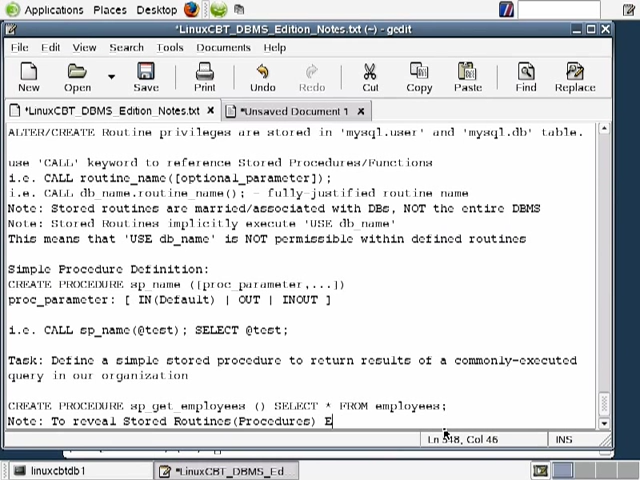 Applications Places Desktop
*LinuxCBT_DBMS_Edition_Notes.txt (~) - gedit
File Edit View Search Tools Documents Help
New Open Save Print Undo Redo Cut Copy Paste Find Replace
*LinuxCBT_DBMS_Edition_Notes.txt x *Unsaved Document 1 x
ALTER/CREATE Routine privileges are stored in 'mysql.user' and 'mysql.db' table.
use 'CALL' keyword to reference Stored Procedures/Functions
i.e. CALL routine_name([optional_parameter]);
i.e. CALL db_name.routine_name(); - fully-justified routine name
Note: Stored routines are married/associated with DBs, NOT the entire DBMS
Note: Stored Routines implicitly execute 'USE db_name'
This means that 'USE db_name' is NOT permissible within defined routines
Simple Procedure Definition:
CREATE PROCEDURE sp_name ([proc_parameter,...])
proc_parameter: [ IN(Default) | OUT | INOUT ]
i.e. CALL sp_name(@test); SELECT @test;
Task: Define a simple stored procedure to return results of a commonly-executed
query in our organization
CREATE PROCEDURE sp_get_employees () SELECT * FROM employees;
Note: To reveal Stored Routines(Procedures) E
Ln 548, Col 46 INS
linuxcbtdb1 *LinuxCBT_DBMS_Ed